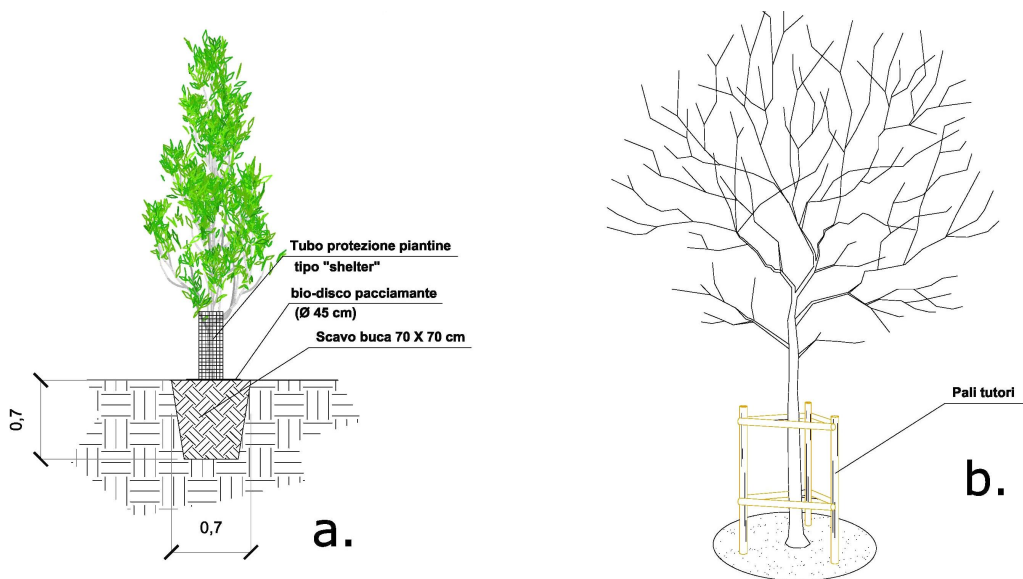 Tubo protezione piantine
tipo "shelter"
bio-disco pacciamante
(Ø 45 cm)
Scavo buca 70 X 70 cm
0,7
0,7
a.
Pali tutori
b.